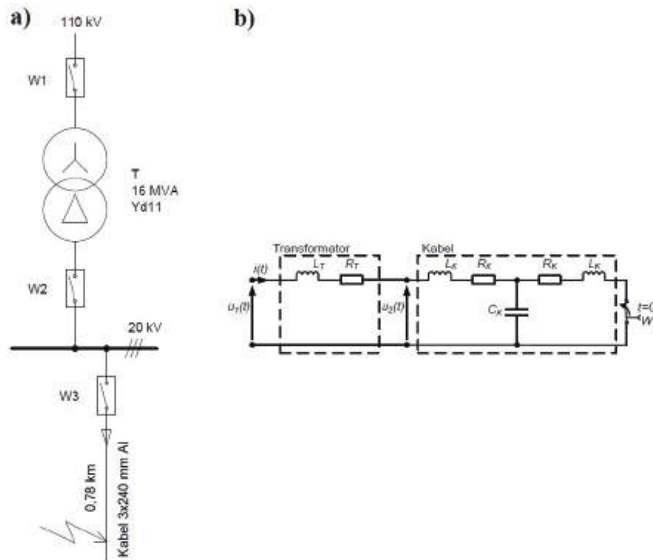 a)
110 kV
W1
T
16 MVA
Yd11
W2
20 kV
W3
0,78 km
Kabel 3x240 mm Al
b)
Transformator
Kabel
i(t)
L_T
R_T
L_K
R_K
R_K
L_K
u_1(t)
u_2(t)
C_K
t=0
W